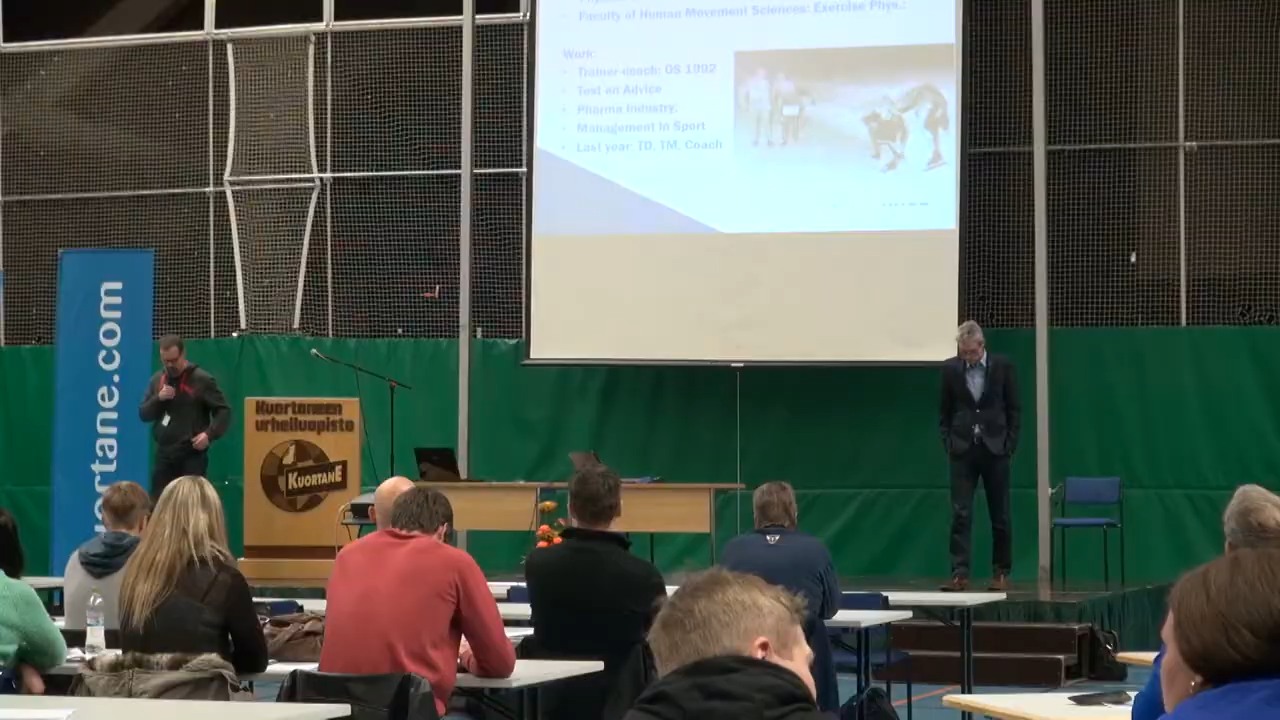 Faculty of Human Movement Sciences: Exercise Phys.:
Work:
Trainer-coach: OS 1992
Test en Advice
Pharma Industry:
Management in Sport
Last year: TD, TM, Coach
uortane.com
Kuortaneen
urheiluopisto
KUORTANE